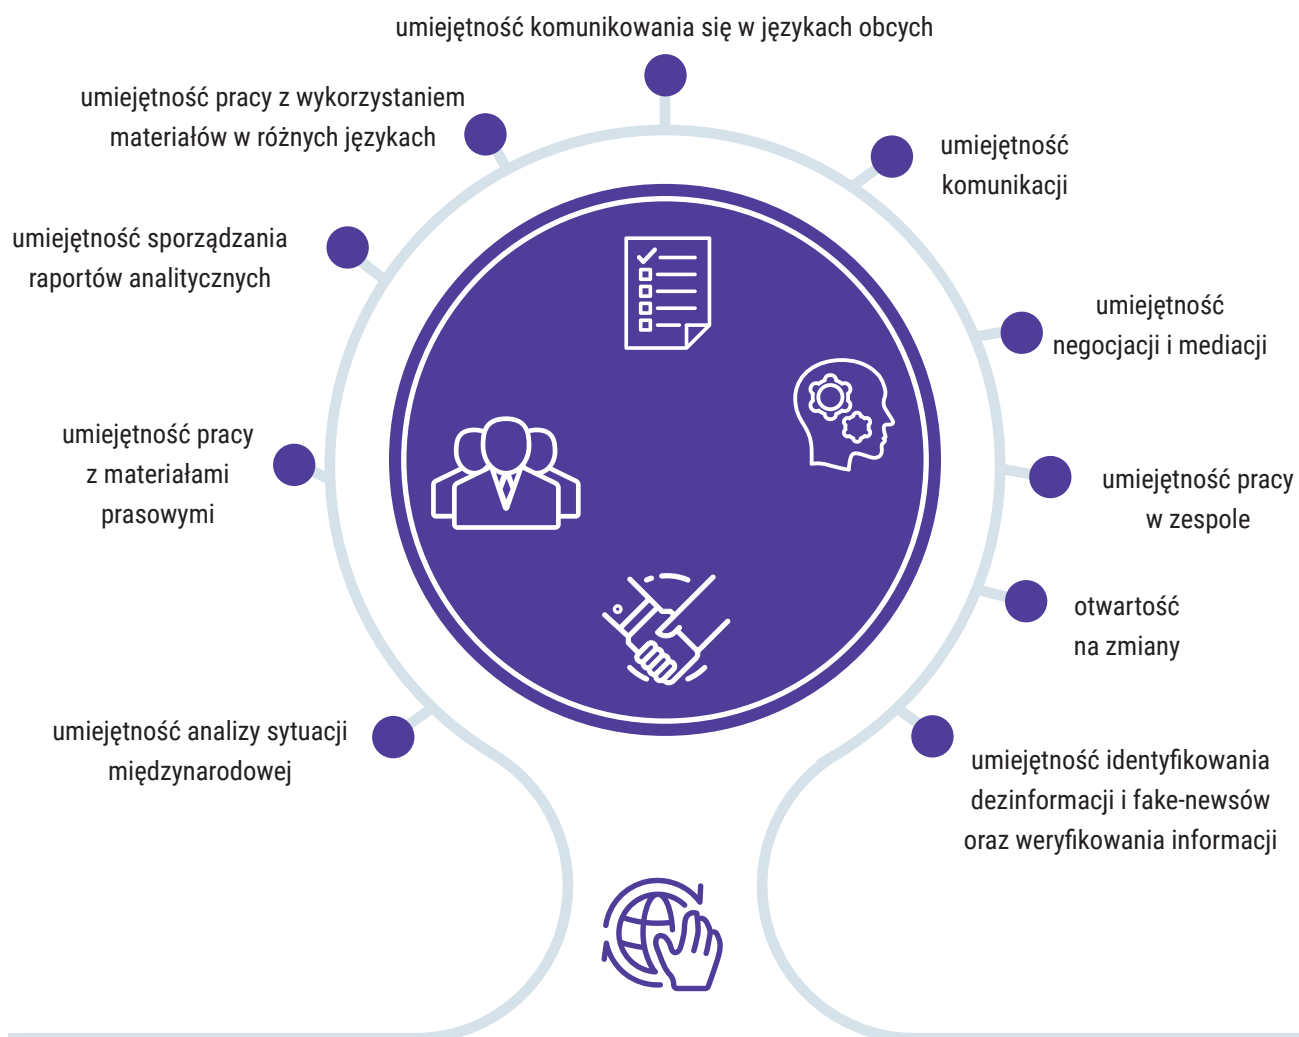 umiejętność komunikowania się w językach obcych
umiejętność pracy z wykorzystaniem
materiałów w różnych językach
umiejętność
komunikacji
umiejętność sporządzania
raportów analitycznych
umiejętność
negocjacji i mediacji
umiejętność pracy
z materiałami
prasowymi
umiejętność pracy
w zespole
otwartość
na zmiany
umiejętność analizy sytuacji
międzynarodowej
umiejętność identyfikowania
dezinformacji i fake-newsów
oraz weryfikowania informacji